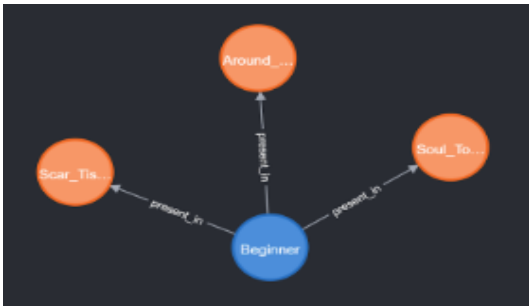 Around_...
Soul_To...
Scar_Tis...
present_in
present_in
present_in
Beginner